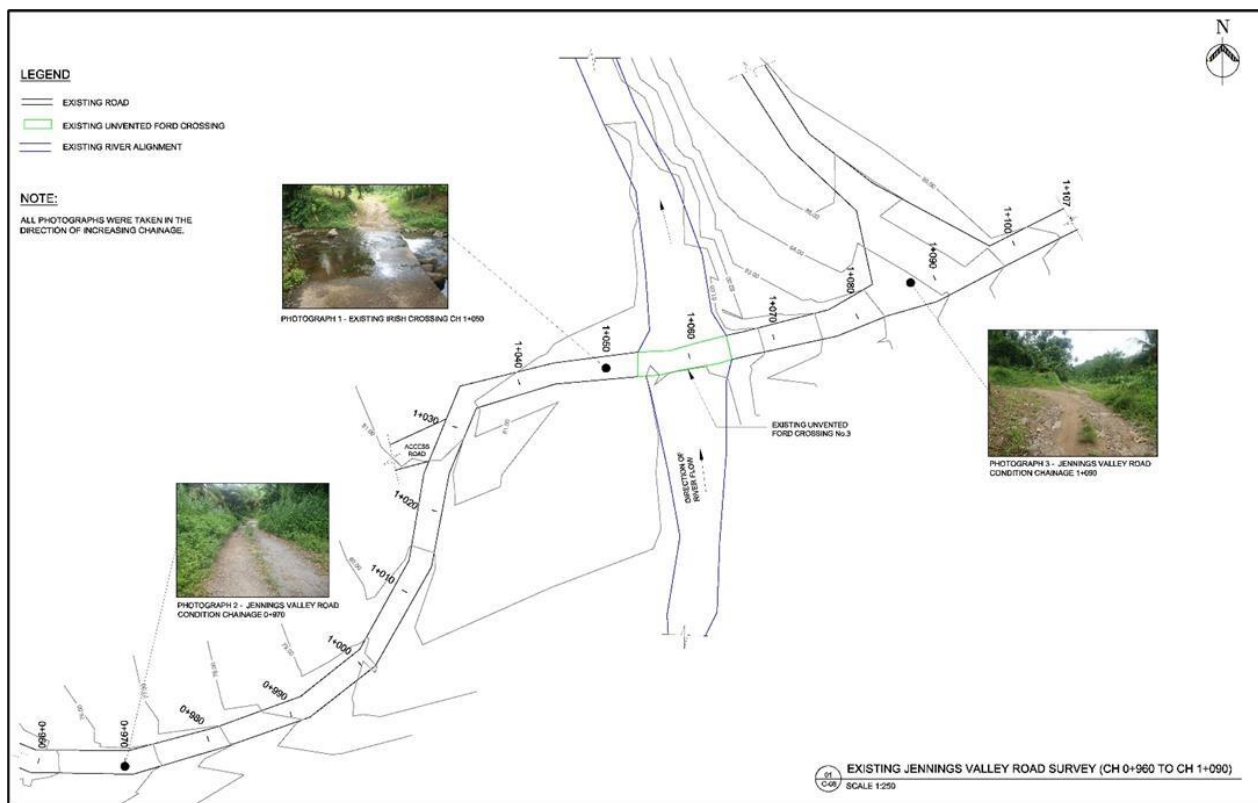 N
LEGEND
EXISTING ROAD
EXISTING UNVENTED FORD CROSSING
EXISTING RIVER ALIGNMENT
NOTE:
ALL PHOTOGRAPHS WERE TAKEN IN THE
DIRECTION OF INCREASING CHAINAGE.
PHOTOGRAPH 1 - EXISTING IRISH CROSSING CH 1+050
1+107
1+100
1+090
1+080
1+070
1+060
1+050
1+040
1+030
ACCESS
ROAD
1+020
1+010
1+000
0+990
0+980
0+970
0+960
EXISTING UNVENTED
FORD CROSSING No.3
DIRECTION OF
RIVER FLOW
PHOTOGRAPH 3 - JENNINGS VALLEY ROAD
CONDITION CHAINAGE 1+090
PHOTOGRAPH 2 - JENNINGS VALLEY ROAD
CONDITION CHAINAGE 0+970
81.00
01
C-08
EXISTING JENNINGS VALLEY ROAD SURVEY (CH 0+960 TO CH 1+090)
SCALE 1:250